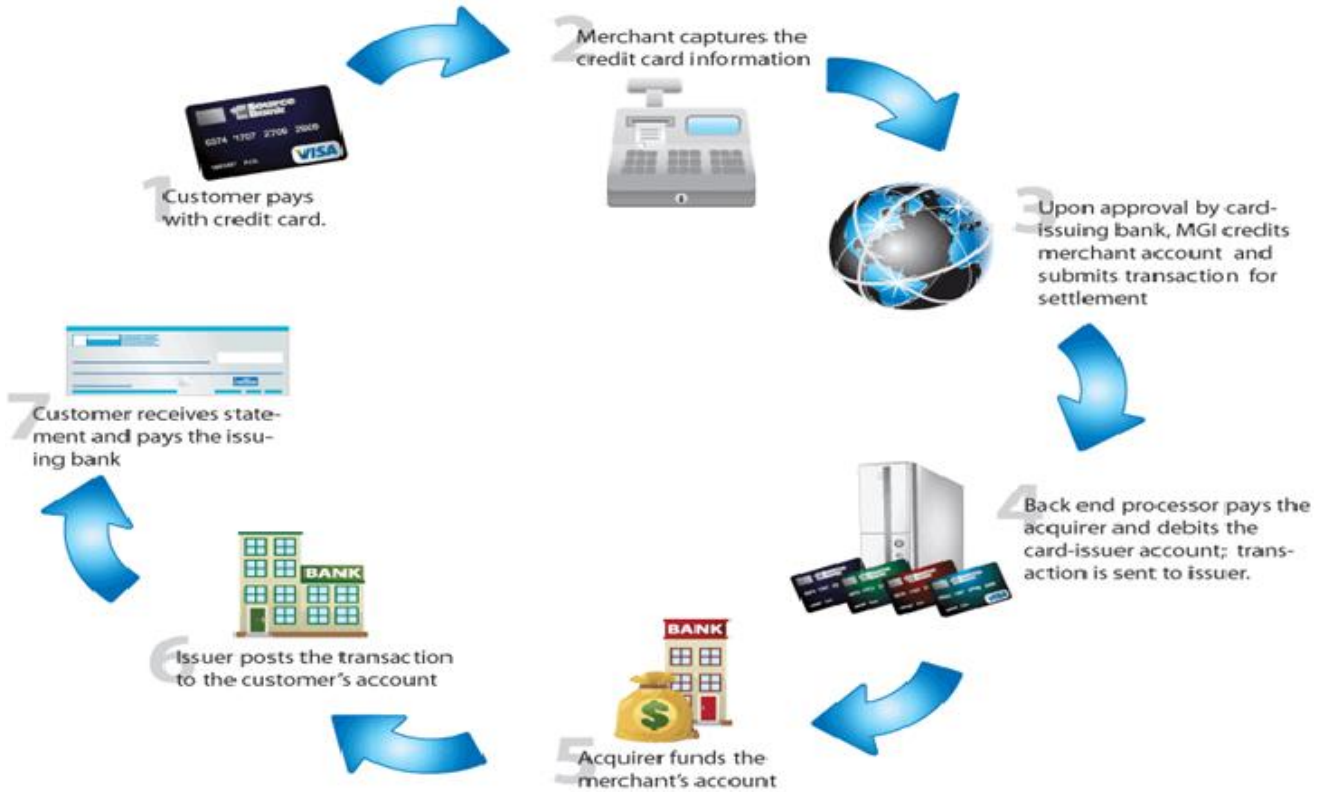 1
Source
Bank
VISA
Customer pays
with credit card.
2
Merchant captures the
credit card information
3
Upon approval by card-
issuing bank, MGI credits
merchant account and
submits transaction for
settlement
4
Back end processor pays the
acquirer and debits the
card-issuer account; trans-
action is sent to issuer.
VISA
5
BANK
$
Acquirer funds the
merchant's account
6
BANK
Issuer posts the transaction
to the customer's account
7
Customer receives state-
ment and pays the issu-
ing bank